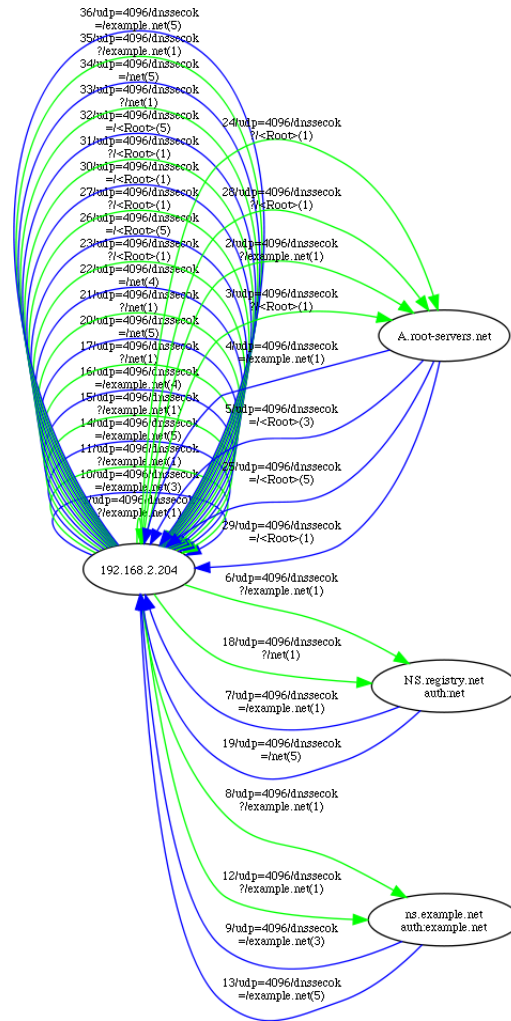 36/udp=4096/dnssecok
=/example.net(5)
35/udp=4096/dnssecok
?/example.net(1)
34/udp=4096/dnssecok
=/net(5)
33/udp=4096/dnssecok
?/net(1)
32/udp=4096/dnssecok
=/<Root>(5)
31/udp=4096/dnssecok
?/<Root>(1)
30/udp=4096/dnssecok
=/<Root>(1)
27/udp=4096/dnssecok
?/<Root>(1)
26/udp=4096/dnssecok
=/<Root>(5)
23/udp=4096/dnssecok
?/<Root>(1)
22/udp=4096/dnssecok
=/net(4)
21/udp=4096/dnssecok
?/net(1)
20/udp=4096/dnssecok
=/net(5)
17/udp=4096/dnssecok
?/net(1)
16/udp=4096/dnssecok
=/example.net(4)
15/udp=4096/dnssecok
?/example.net(1)
14/udp=4096/dnssecok
=/example.net(5)
11/udp=4096/dnssecok
?/example.net(1)
10/udp=4096/dnssecok
=/example.net(3)
/udp=4096/dnssecok
?/example.net(1)
24/udp=4096/dnssecok
?/<Root>(1)
28/udp=4096/dnssecok
?/<Root>(1)
2/udp=4096/dnssecok
?/example.net(1)
3/udp=4096/dnssecok
?/<Root>(1)
A.root-servers.net
4/udp=4096/dnssecok
=/example.net(1)
5/udp=4096/dnssecok
=/<Root>(3)
25/udp=4096/dnssecok
=/<Root>(5)
29/udp=4096/dnssecok
=/<Root>(1)
192.168.2.204
6/udp=4096/dnssecok
?/example.net(1)
18/udp=4096/dnssecok
?/net(1)
NS.registry.net
auth:net
7/udp=4096/dnssecok
=/example.net(1)
19/udp=4096/dnssecok
=/net(5)
8/udp=4096/dnssecok
?/example.net(1)
12/udp=4096/dnssecok
?/example.net(1)
ns.example.net
auth:example.net
9/udp=4096/dnssecok
=/example.net(3)
13/udp=4096/dnssecok
=/example.net(5)